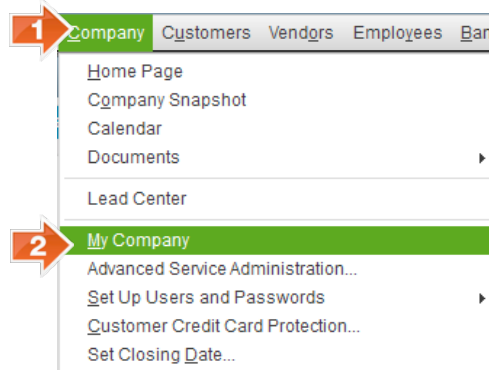 1 Company Customers Vendors Employees Ban
Home Page
Company Snapshot
Calendar
Documents
Lead Center
2 My Company
Advanced Service Administration...
Set Up Users and Passwords
Customer Credit Card Protection...
Set Closing Date...